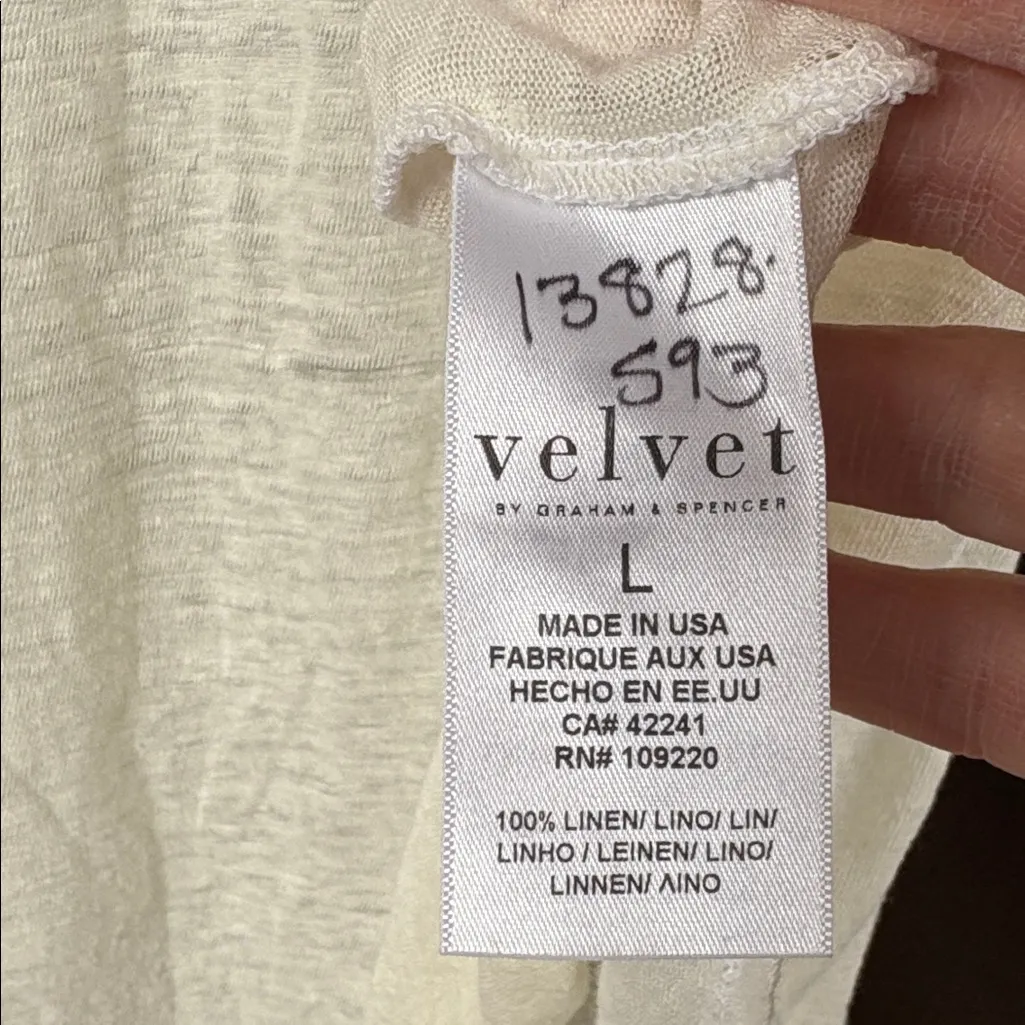 13828.
593
velvet
BY GRAHAM & SPENCER
L
MADE IN USA
FABRIQUE AUX USA
HECHO EN EE.UU
CA# 42241
RN# 109220
100% LINEN/ LINO/ LIN/
LINHO / LEINEN/ LINO/
LINNEN/ ΛINO